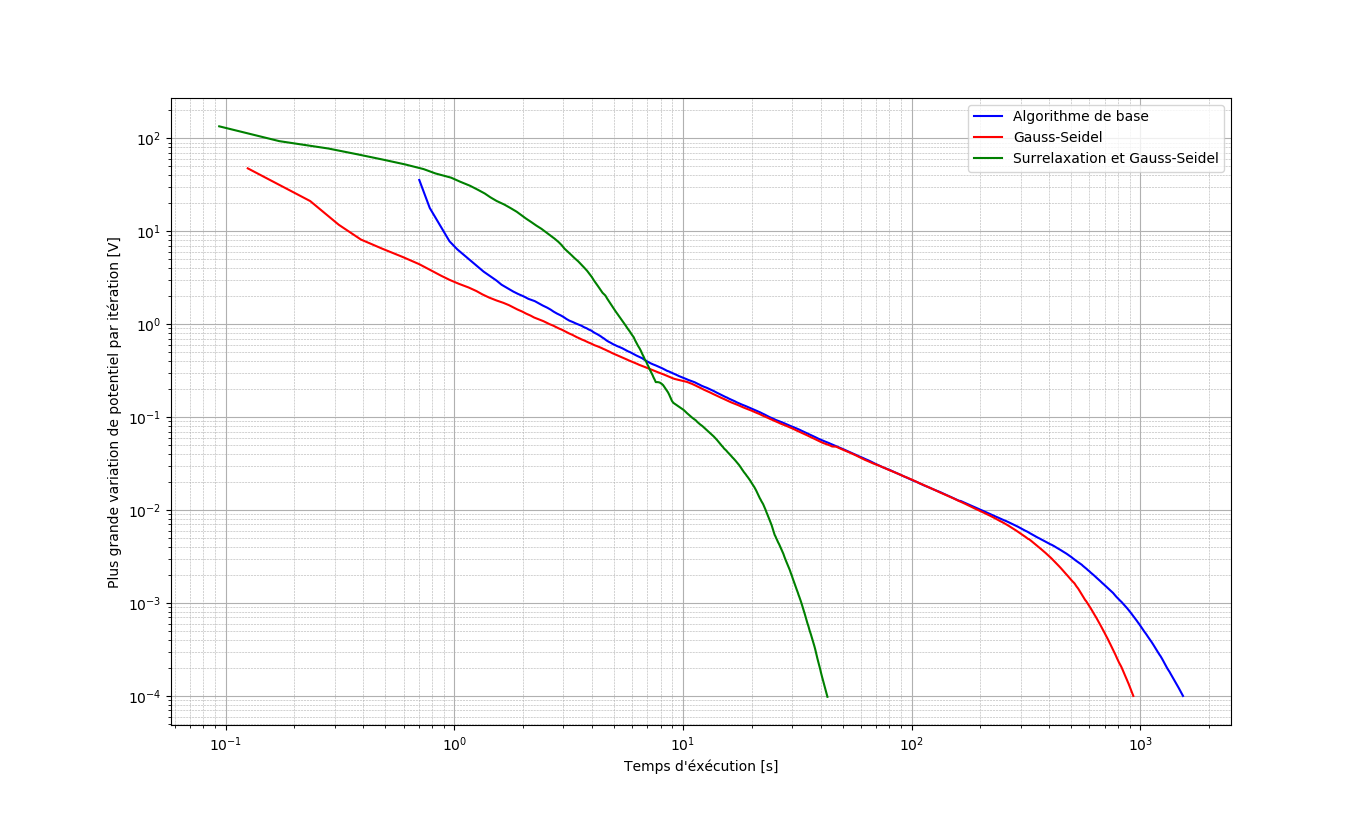 Algorithme de base
Gauss-Seidel
Surrelaxation et Gauss-Seidel
Plus grande variation de potentiel par itération [V]
10²
10¹
10⁰
10⁻¹
10⁻²
10⁻³
10⁻⁴
10⁻¹ 10⁰ 10¹ 10² 10³
Temps d'éxécution [s]